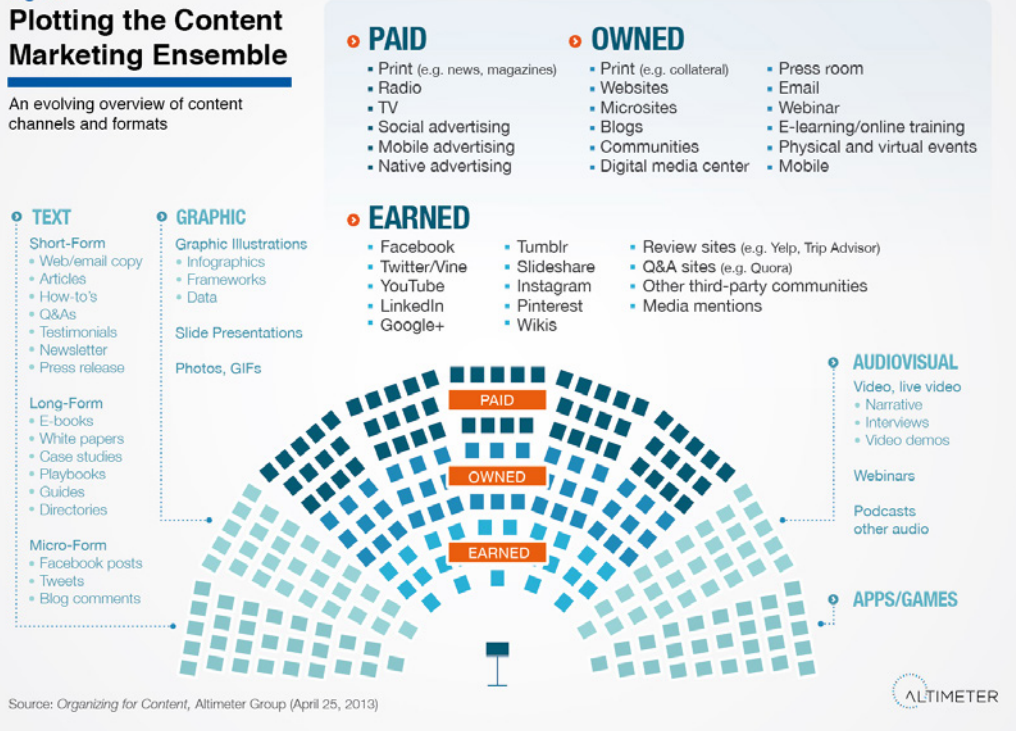 Plotting the Content
Marketing Ensemble
An evolving overview of content
channels and formats
PAID
Print (e.g. news, magazines)
Radio
TV
Social advertising
Mobile advertising
Native advertising
OWNED
Print (e.g. collateral)
Websites
Microsites
Blogs
Communities
Digital media center
Press room
Email
Webinar
E-learning/online training
Physical and virtual events
Mobile
EARNED
Facebook
Twitter/Vine
YouTube
LinkedIn
Google+
Tumblr
Slideshare
Instagram
Pinterest
Wikis
Review sites (e.g. Yelp, Trip Advisor)
Q&A sites (e.g. Quora)
Other third-party communities
Media mentions
TEXT
Short-Form
Web/email copy
Articles
How-to's
Q&As
Testimonials
Newsletter
Press release
Long-Form
E-books
White papers
Case studies
Playbooks
Guides
Directories
Micro-Form
Facebook posts
Tweets
Blog comments
GRAPHIC
Graphic Illustrations
Infographics
Frameworks
Data
Slide Presentations
Photos, GIFs
PAID
OWNED
EARNED
AUDIOVISUAL
Video, live video
Narrative
Interviews
Video demos
Webinars
Podcasts
other audio
APPS/GAMES
Source: Organizing for Content, Altimeter Group (April 25, 2013)
ALTIMETER